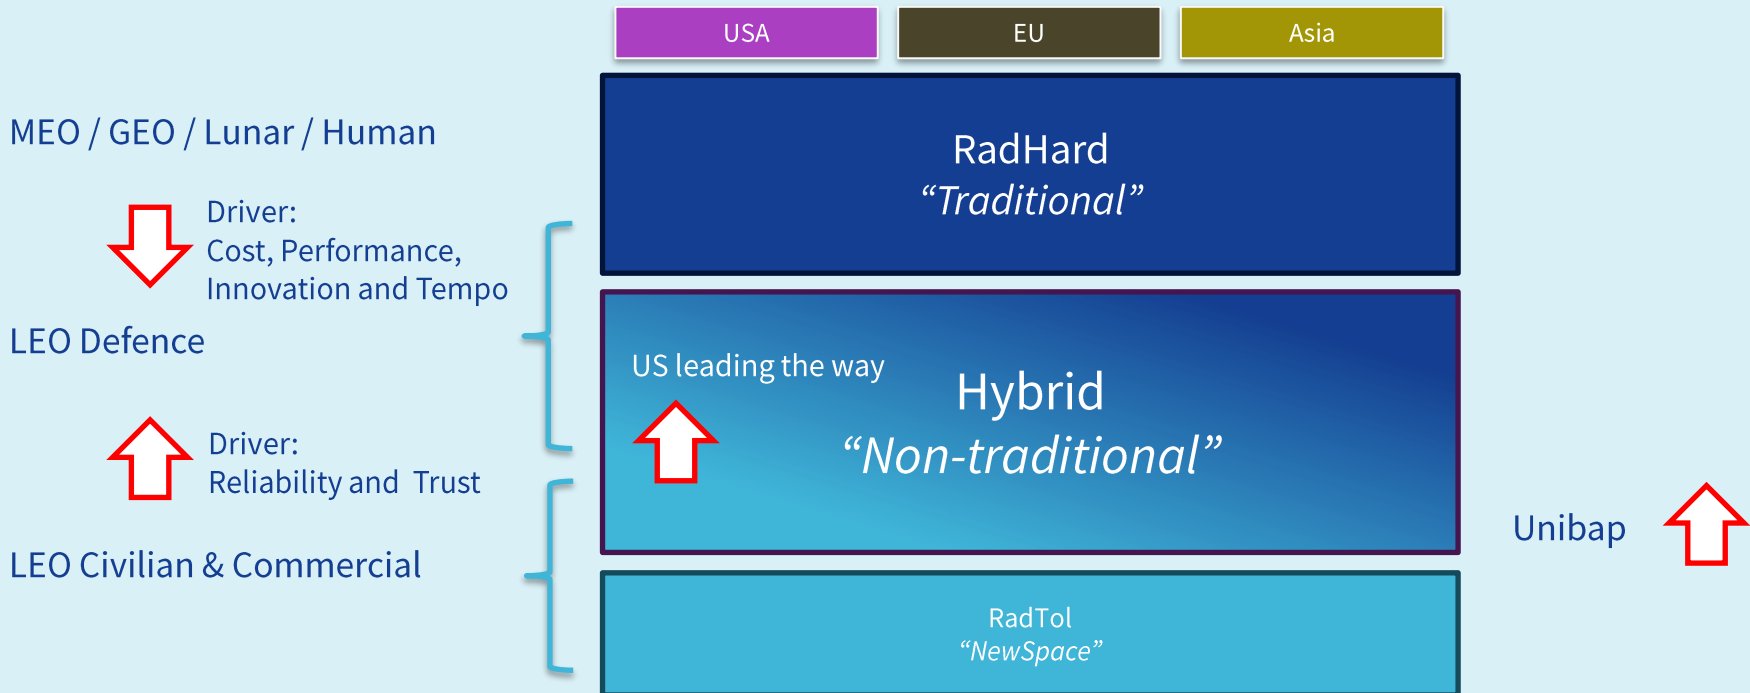 USA
EU
Asia
MEO / GEO / Lunar / Human
RadHard
“Traditional”
Driver:
Cost, Performance,
Innovation and Tempo
LEO Defence
US leading the way
Hybrid
“Non-traditional”
Driver:
Reliability and Trust
Unibap
LEO Civilian & Commercial
RadTol
“NewSpace”